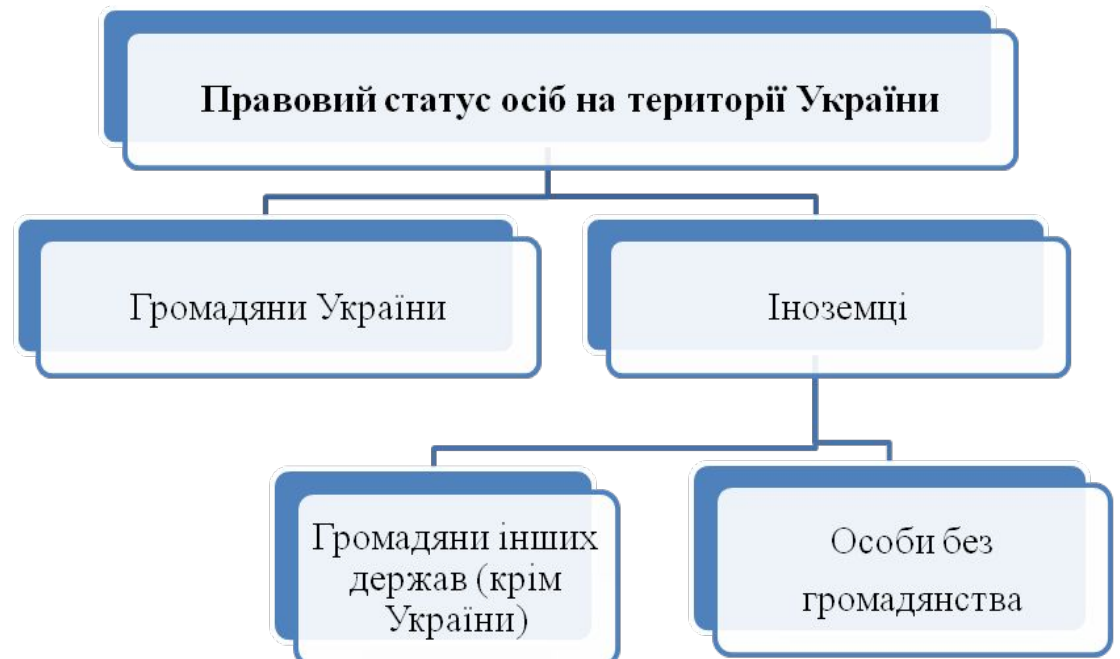 Правовий статус осіб на території України
Громадяни України
Іноземці
Громадяни інших
держав (крім
України)
Особи без
громадянства